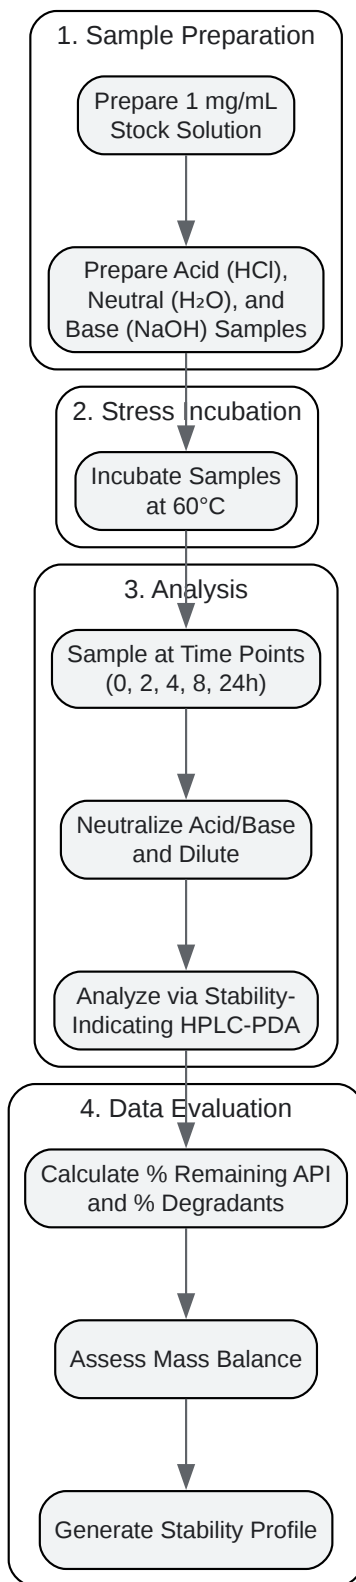 1. Sample Preparation
Prepare 1 mg/mL
Stock Solution
Prepare Acid (HCl),
Neutral (H₂O), and
Base (NaOH) Samples
2. Stress Incubation
Incubate Samples
at 60°C
3. Analysis
Sample at Time Points
(0, 2, 4, 8, 24h)
Neutralize Acid/Base
and Dilute
Analyze via Stability-
Indicating HPLC-PDA
4. Data Evaluation
Calculate % Remaining API
and % Degradants
Assess Mass Balance
Generate Stability Profile